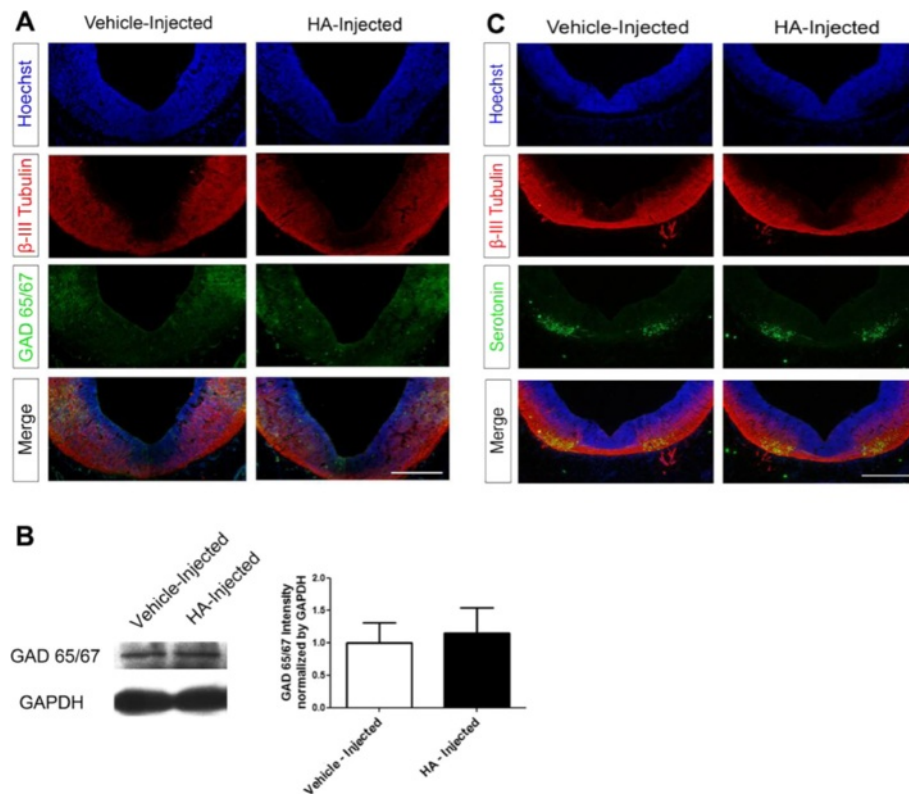 A
Vehicle-Injected HA-Injected
Hoechst
β-III Tubulin
GAD 65/67
Merge
C
Vehicle-Injected HA-Injected
Hoechst
β-III Tubulin
Serotonin
Merge
B
Vehicle-Injected
HA-Injected
GAD 65/67
GAPDH
GAD 65/67 Intensity
normalized by GAPDH
2.0
1.5
1.0
0.5
0.0
Vehicle - Injected
HA - Injected